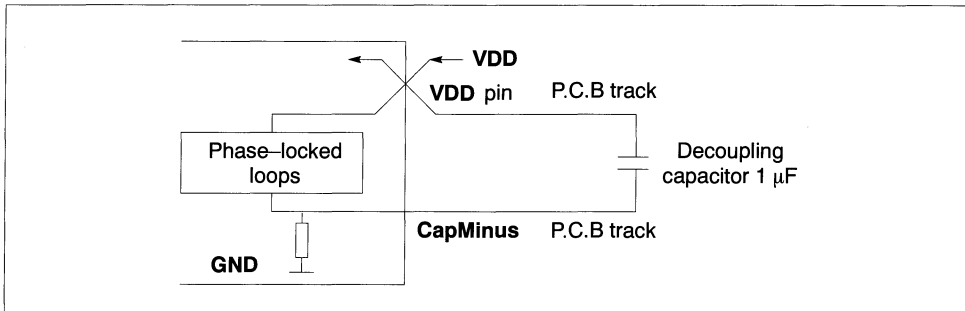 VDD
VDD pin
P.C.B track
Phase–locked
loops
Decoupling
capacitor 1 μF
CapMinus
P.C.B track
GND